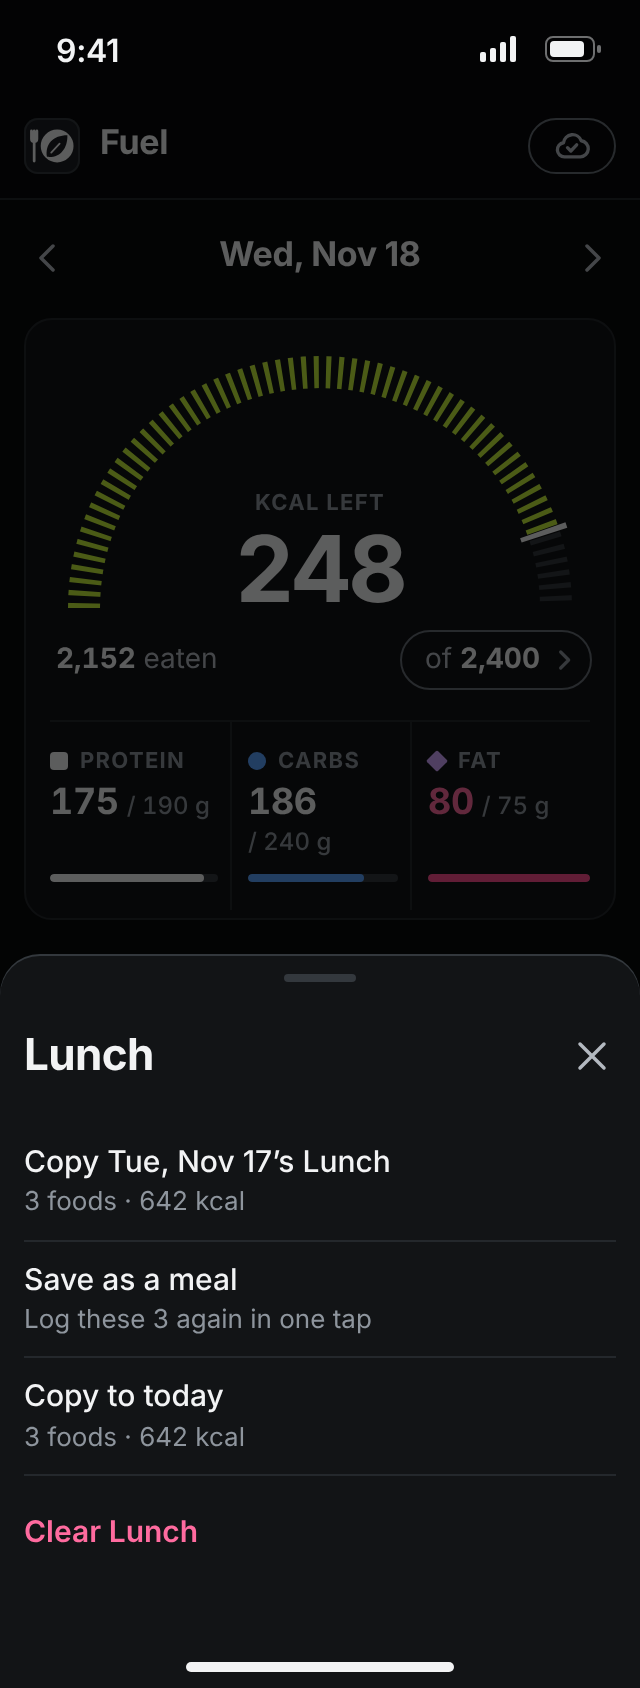 9:41
Fuel
Wed, Nov 18
KCAL LEFT
248
2,152 eaten
of 2,400
PROTEIN
175 / 190 g
CARBS
186
/ 240 g
FAT
80 / 75 g
Lunch
Copy Tue, Nov 17’s Lunch
3 foods · 642 kcal
Save as a meal
Log these 3 again in one tap
Copy to today
3 foods · 642 kcal
Clear Lunch